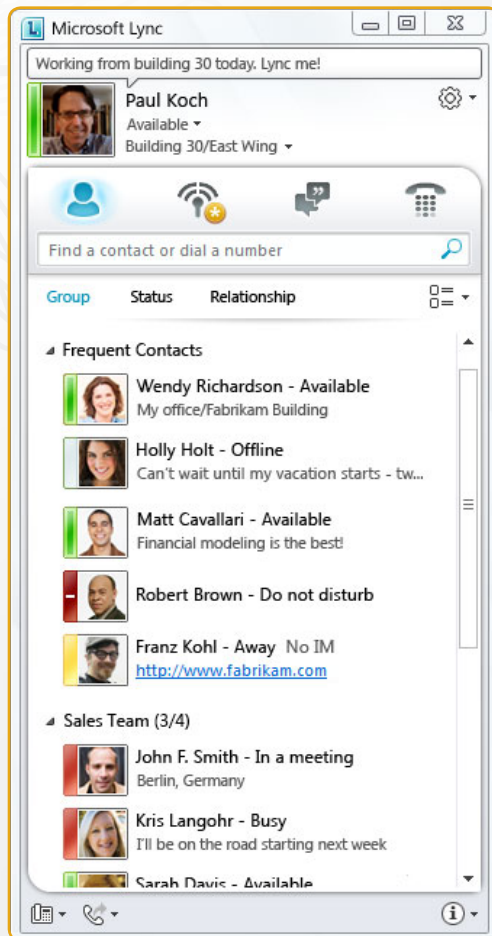 Microsoft Lync
Working from building 30 today. Lync me!
Paul Koch
Available
Building 30/East Wing
Find a contact or dial a number
Group Status Relationship
Frequent Contacts
Wendy Richardson - Available
My office/Fabrikam Building
Holly Holt - Offline
Can't wait until my vacation starts - tw...
Matt Cavallari - Available
Financial modeling is the best!
Robert Brown - Do not disturb
Franz Kohl - Away No IM
http://www.fabrikam.com
Sales Team (3/4)
John F. Smith - In a meeting
Berlin, Germany
Kris Langohr - Busy
I'll be on the road starting next week
Sarah Davis - Available